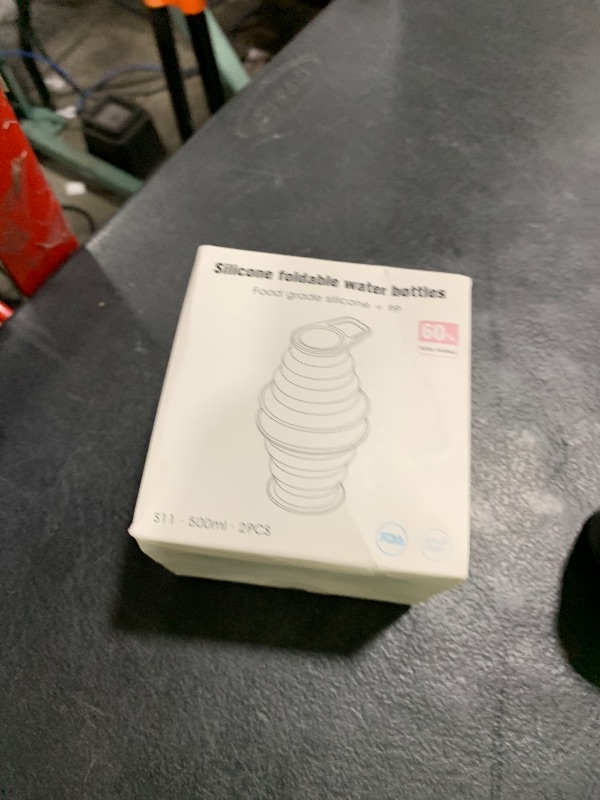 Silicone foldable water bottles
Food grade silicone + PP
60%
S11 · 500ml · 2PCS
FDA